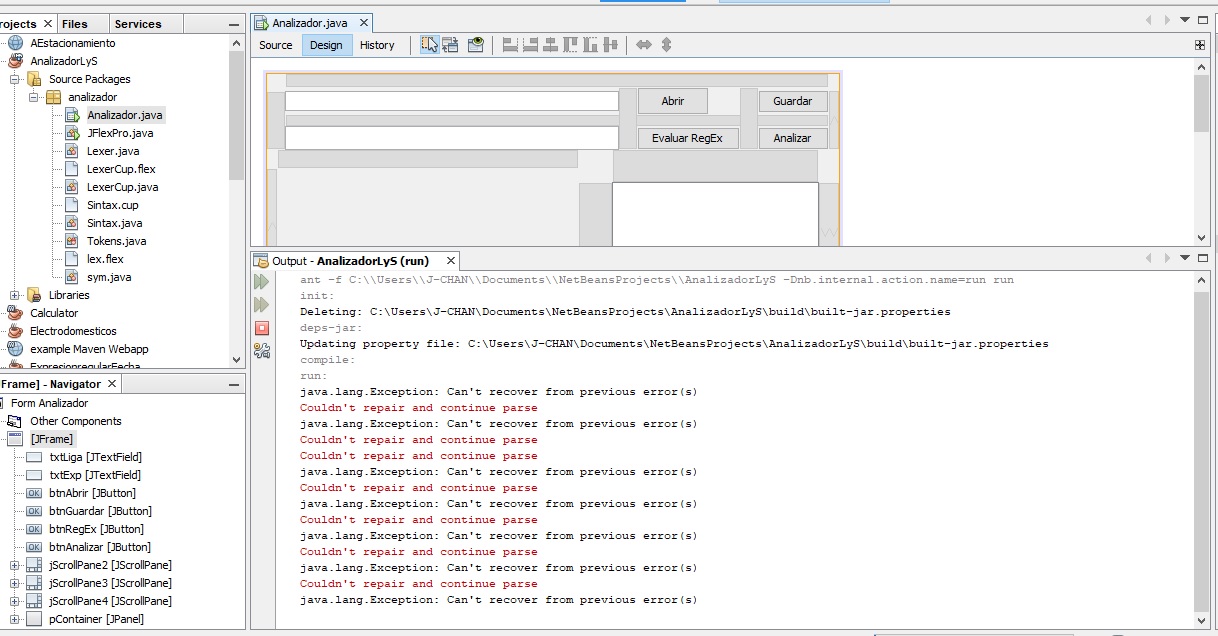 rojects
Files
Services
AEstacionamiento
AnalizadorLyS
Source Packages
analizador
Analizador.java
JFlexPro.java
Lexer.java
LexerCup.flex
LexerCup.java
Sintax.cup
Sintax.java
Tokens.java
lex.flex
sym.java
Libraries
Calculator
Electrodomesticos
example Maven Webapp
ExpresionregularFecha
Frame] - Navigator
Form Analizador
Other Components
[JFrame]
txtLiga [JTextField]
txtExp [JTextField]
OK btnAbrir [JButton]
OK btnGuardar [JButton]
OK btnRegEx [JButton]
OK btnAnalizar [JButton]
jScrollPane2 [JScrollPane]
jScrollPane3 [JScrollPane]
jScrollPane4 [JScrollPane]
pContainer [JPanel]
Analizador.java
Source Design History
Abrir
Guardar
Evaluar RegEx
Analizar
Output - AnalizadorLyS (run)
ant -f C:\\Users\\J-CHAN\\Documents\\NetBeansProjects\\AnalizadorLyS -Dnb.internal.action.name=run run
init:
Deleting: C:\Users\J-CHAN\Documents\NetBeansProjects\AnalizadorLyS\build\built-jar.properties
deps-jar:
Updating property file: C:\Users\J-CHAN\Documents\NetBeansProjects\AnalizadorLyS\build\built-jar.properties
compile:
run:
java.lang.Exception: Can't recover from previous error(s)
Couldn't repair and continue parse
java.lang.Exception: Can't recover from previous error(s)
Couldn't repair and continue parse
Couldn't repair and continue parse
java.lang.Exception: Can't recover from previous error(s)
Couldn't repair and continue parse
java.lang.Exception: Can't recover from previous error(s)
Couldn't repair and continue parse
java.lang.Exception: Can't recover from previous error(s)
Couldn't repair and continue parse
java.lang.Exception: Can't recover from previous error(s)
Couldn't repair and continue parse
java.lang.Exception: Can't recover from previous error(s)